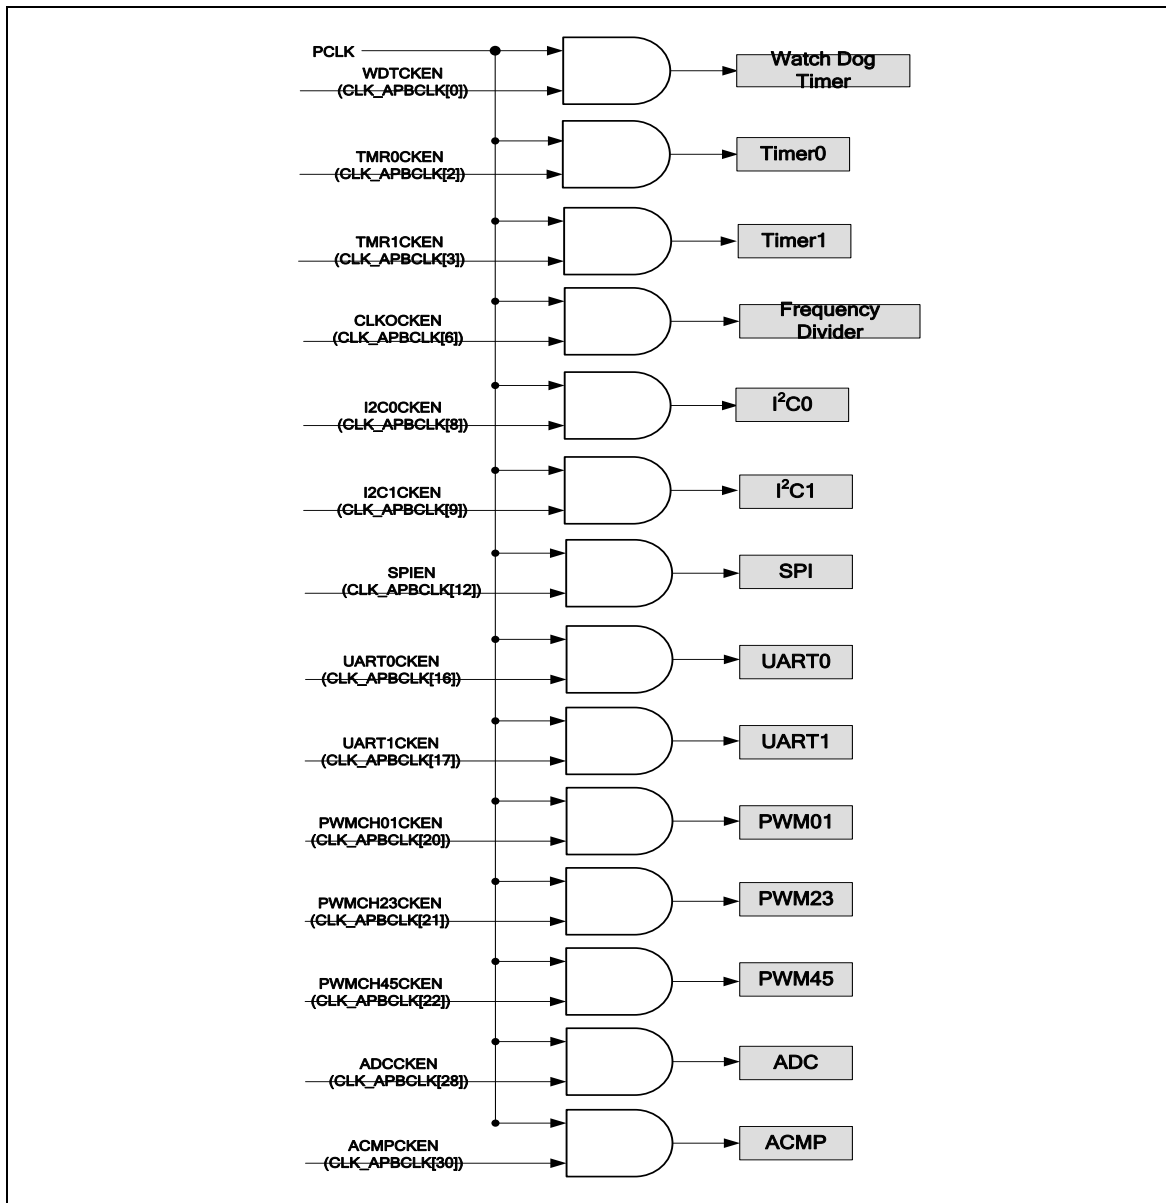 PCLK
WDTCKEN
(CLK_APBCLK[0])
Watch Dog
Timer
TMR0CKEN
(CLK_APBCLK[2])
Timer0
TMR1CKEN
(CLK_APBCLK[3])
Timer1
CLKOCKEN
(CLK_APBCLK[6])
Frequency
Divider
I2C0CKEN
(CLK_APBCLK[8])
I²C0
I2C1CKEN
(CLK_APBCLK[9])
I²C1
SPIEN
(CLK_APBCLK[12])
SPI
UART0CKEN
(CLK_APBCLK[16])
UART0
UART1CKEN
(CLK_APBCLK[17])
UART1
PWMCH01CKEN
(CLK_APBCLK[20])
PWM01
PWMCH23CKEN
(CLK_APBCLK[21])
PWM23
PWMCH45CKEN
(CLK_APBCLK[22])
PWM45
ADCCKEN
(CLK_APBCLK[28])
ADC
ACMPCKEN
(CLK_APBCLK[30])
ACMP